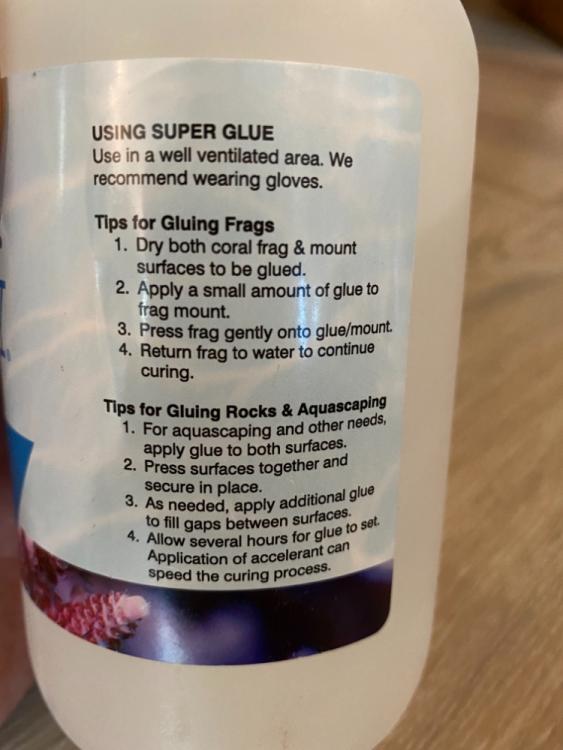 USING SUPER GLUE
Use in a well ventilated area. We
recommend wearing gloves.
Tips for Gluing Frags
1. Dry both coral frag & mount
surfaces to be glued.
2. Apply a small amount of glue to
frag mount.
3. Press frag gently onto glue/mount.
4. Return frag to water to continue
curing.
Tips for Gluing Rocks & Aquascaping
1. For aquascaping and other needs,
apply glue to both surfaces.
2. Press surfaces together and
secure in place.
3. As needed, apply additional glue
to fill gaps between surfaces.
4. Allow several hours for glue to set.
Application of accelerant can
speed the curing process.